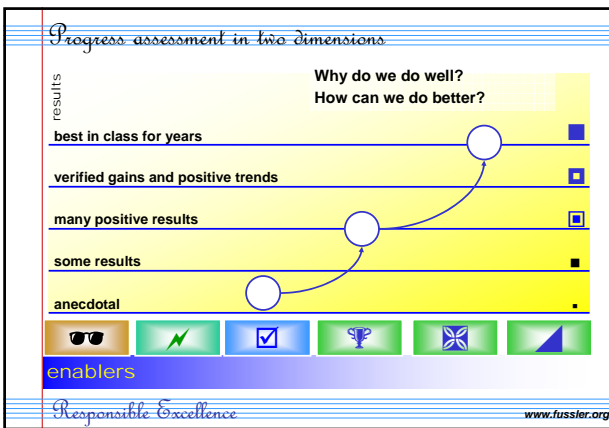 Progress assessment in two dimensions
results
Why do we do well?
How can we do better?
best in class for years
verified gains and positive trends
many positive results
some results
anecdotal
enablers
Responsible Excellence
www.fussler.org